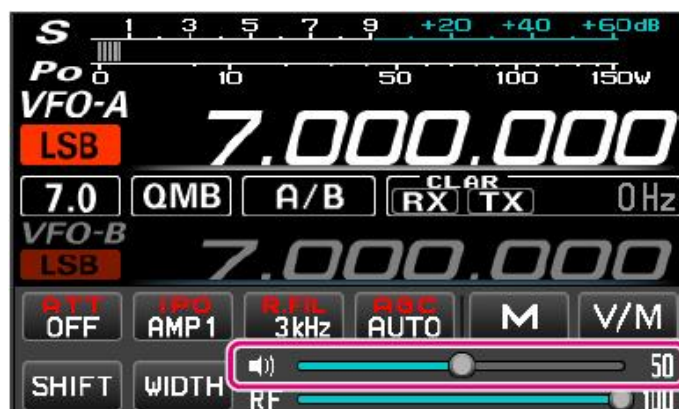 S 1 3 5 7 9 +20 +40 +60dB
Po 0 10 50 100 150W
VFO-A
LSB 7.000.000
7.0 QMB A/B CLAR RX TX 0Hz
VFO-B
LSB 7.000.000
ATT IPO R.FIL AGC
OFF AMP1 3kHz AUTO M V/M
SHIFT WIDTH 50
RF 100